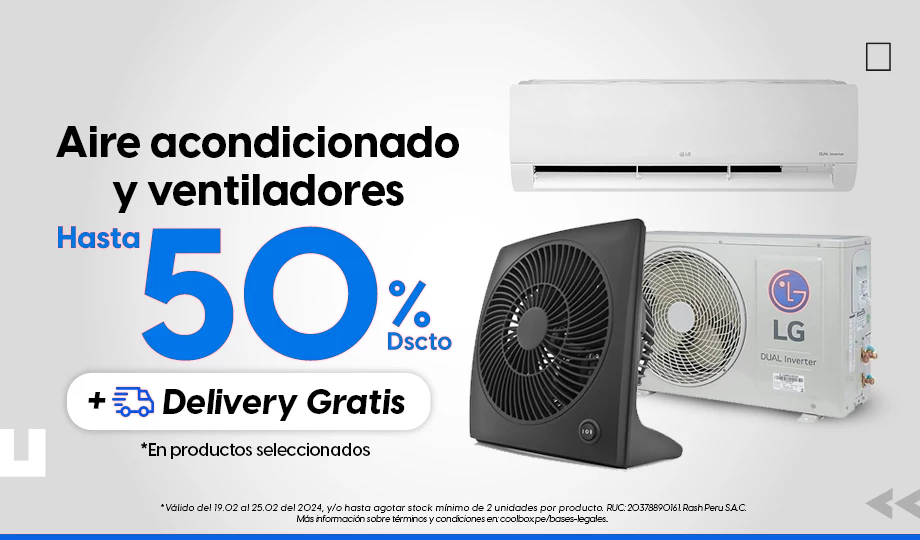 Aire acondicionado
y ventiladores
Hasta 50% Dscto
+ Delivery Gratis
*En productos seleccionados
LG
DUAL Inverter
LG
DUAL Inverter
*Válido del 19.02 al 25.02 del 2024, y/o hasta agotar stock mínimo de 2 unidades por producto. RUC: 20378890161. Rash Peru S.A.C.
Más información sobre términos y condiciones en: coolbox.pe/bases-legales.